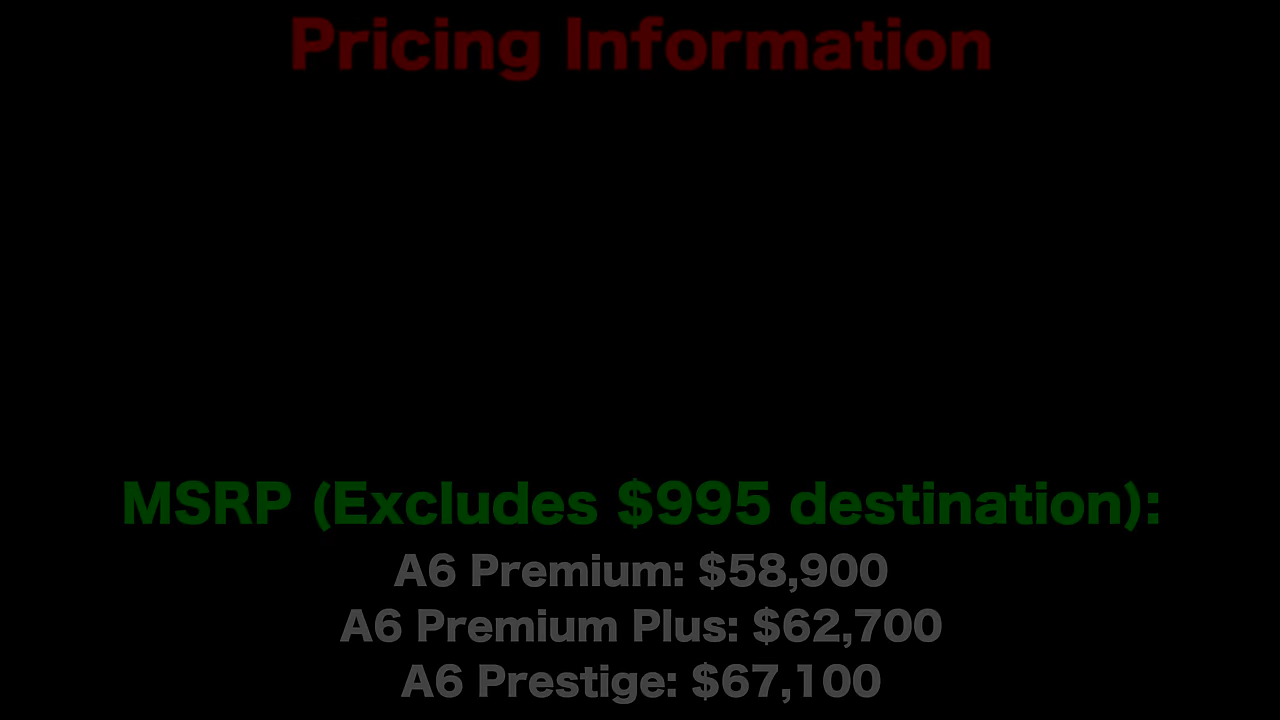 Pricing Information
MSRP (Excludes $995 destination):
A6 Premium: $58,900
A6 Premium Plus: $62,700
A6 Prestige: $67,100